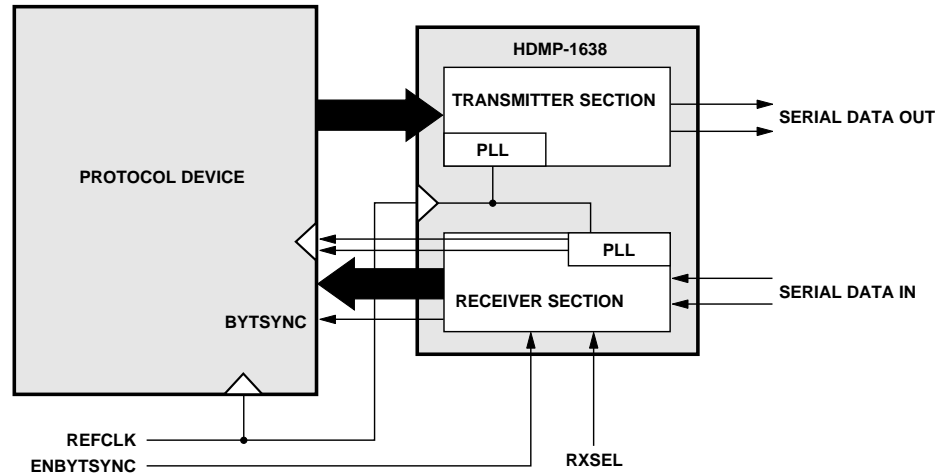 HDMP-1638
TRANSMITTER SECTION
PLL
SERIAL DATA OUT
PROTOCOL DEVICE
PLL
RECEIVER SECTION
SERIAL DATA IN
BYTSYNC
REFCLK
ENBYTSYNC
RXSEL